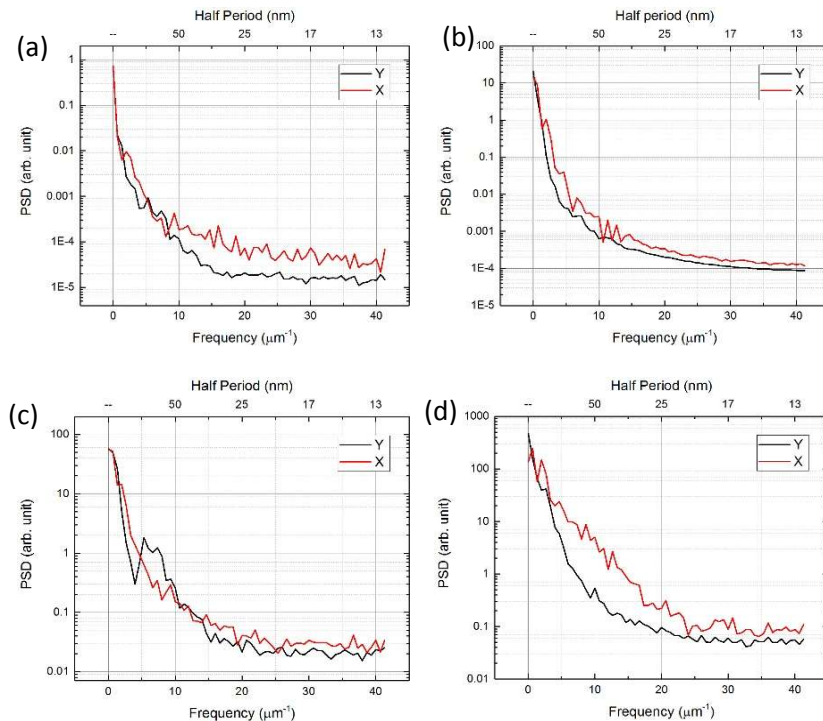 Half Period (nm)
-- 50 25 17 13
(a)
Y
X
1
0.1
0.01
0.001
1E-4
1E-5
PSD (arb. unit)
0 10 20 30 40
Frequency (μm⁻¹)
Half period (nm)
-- 50 25 17 13
(b)
Y
X
100
10
1
0.1
0.01
0.001
1E-4
1E-5
PSD (arb. unit)
0 10 20 30 40
Frequency (μm⁻¹)
Half Period (nm)
-- 50 25 17 13
(c)
Y
X
100
10
1
0.1
0.01
PSD (arb. unit)
0 10 20 30 40
Frequency (μm⁻¹)
Half Period (nm)
-- 50 25 17 13
(d)
Y
X
1000
100
10
1
0.1
0.01
PSD (arb. unit)
0 10 20 30 40
Frequency (μm⁻¹)